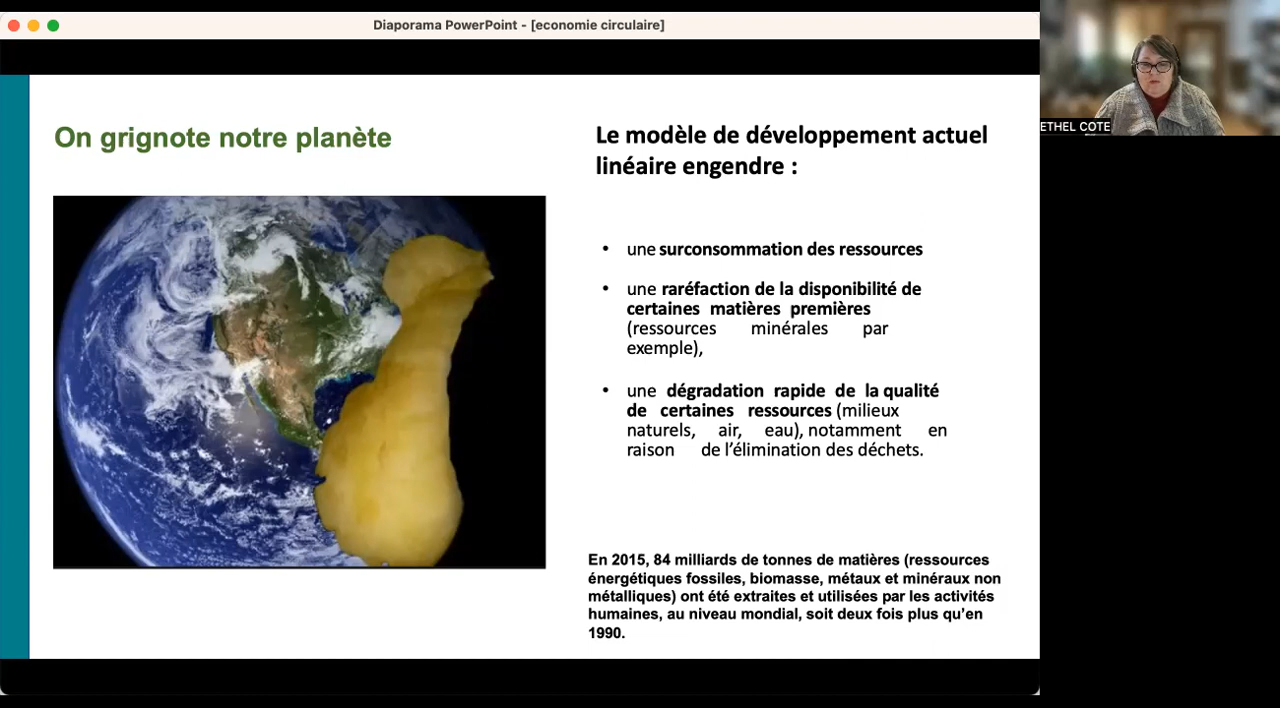 Diaporama PowerPoint - [economie circulaire]
ETHEL COTE
On grignote notre planète
Le modèle de développement actuel
linéaire engendre :
• une surconsommation des ressources
• une raréfaction de la disponibilité de
certaines matières premières
(ressources minérales par
exemple),
• une dégradation rapide de la qualité
de certaines ressources (milieux
naturels, air, eau), notamment en
raison de l’élimination des déchets.
En 2015, 84 milliards de tonnes de matières (ressources
énergétiques fossiles, biomasse, métaux et minéraux non
métalliques) ont été extraites et utilisées par les activités
humaines, au niveau mondial, soit deux fois plus qu’en
1990.